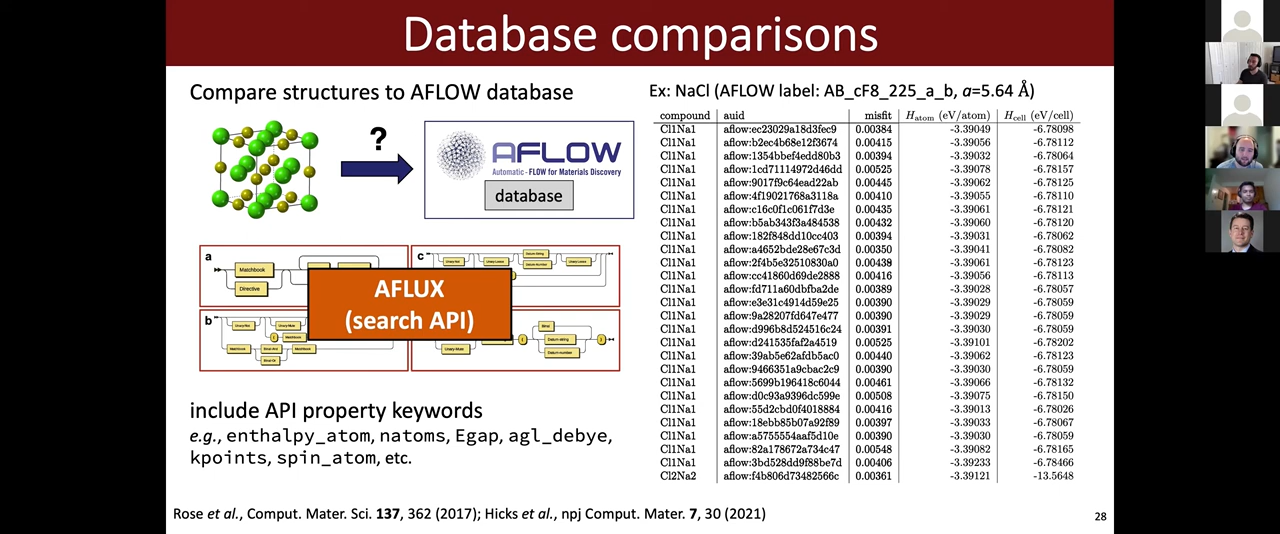 Database comparisons
Compare structures to AFLOW database
?
AFLOW
Automatic - FLOW for Materials Discovery
database
a
Matchbook
Directive
b
c
AFLUX
(search API)
include API property keywords
e.g., enthalpy_atom, natoms, Egap, agl_debye,
kpoints, spin_atom, etc.
Ex: NaCl (AFLOW label: AB_cF8_225_a_b, a=5.64 Å)
compound auid misfit Hatom (eV/atom) Hcell (eV/cell)
Cl1Na1 aflow:ec23029a18d3fec9 0.00384 -3.39049 -6.78098
Cl1Na1 aflow:b2ec4b68e12f3674 0.00415 -3.39056 -6.78112
Cl1Na1 aflow:1354bbef4edd80b3 0.00394 -3.39032 -6.78064
Cl1Na1 aflow:1cd71114972d46dd 0.00525 -3.39078 -6.78157
Cl1Na1 aflow:9017f9c64ead22ab 0.00445 -3.39062 -6.78125
Cl1Na1 aflow:4f19021768a3118a 0.00410 -3.39055 -6.78110
Cl1Na1 aflow:c16c0f1c061f7d3e 0.00435 -3.39061 -6.78121
Cl1Na1 aflow:b5ab343f3a484538 0.00432 -3.39060 -6.78120
Cl1Na1 aflow:182f848dd10cc403 0.00394 -3.39031 -6.78062
Cl1Na1 aflow:a4652bde28e67c3d 0.00350 -3.39041 -6.78082
Cl1Na1 aflow:2f4b5e32510830a0 0.00438 -3.39061 -6.78123
Cl1Na1 aflow:cc41860d69de2888 0.00416 -3.39056 -6.78113
Cl1Na1 aflow:fd711a60dbfba2de 0.00389 -3.39028 -6.78057
Cl1Na1 aflow:e3e31c4914d59e25 0.00390 -3.39029 -6.78059
Cl1Na1 aflow:9a28207fd647e477 0.00390 -3.39029 -6.78059
Cl1Na1 aflow:d996b8d524516c24 0.00391 -3.39030 -6.78059
Cl1Na1 aflow:d241535faf2a4519 0.00525 -3.39101 -6.78202
Cl1Na1 aflow:39ab5e62afdb5ac0 0.00440 -3.39062 -6.78123
Cl1Na1 aflow:9466351a9cbac2c9 0.00390 -3.39030 -6.78059
Cl1Na1 aflow:5699b196418c6044 0.00461 -3.39066 -6.78132
Cl1Na1 aflow:d0c93a9396dc599e 0.00508 -3.39075 -6.78150
Cl1Na1 aflow:55d2cbd0f4018884 0.00416 -3.39013 -6.78026
Cl1Na1 aflow:18ebb85b07a92f89 0.00397 -3.39033 -6.78067
Cl1Na1 aflow:a5755554aaf5d10e 0.00390 -3.39030 -6.78059
Cl1Na1 aflow:82a178672a734c47 0.00548 -3.39082 -6.78165
Cl1Na1 aflow:3bd528dd9f88be7d 0.00406 -3.39233 -6.78466
Cl2Na2 aflow:f4b806d73482566c 0.00361 -3.39121 -13.5648
Rose et al., Comput. Mater. Sci. 137, 362 (2017); Hicks et al., npj Comput. Mater. 7, 30 (2021)
28